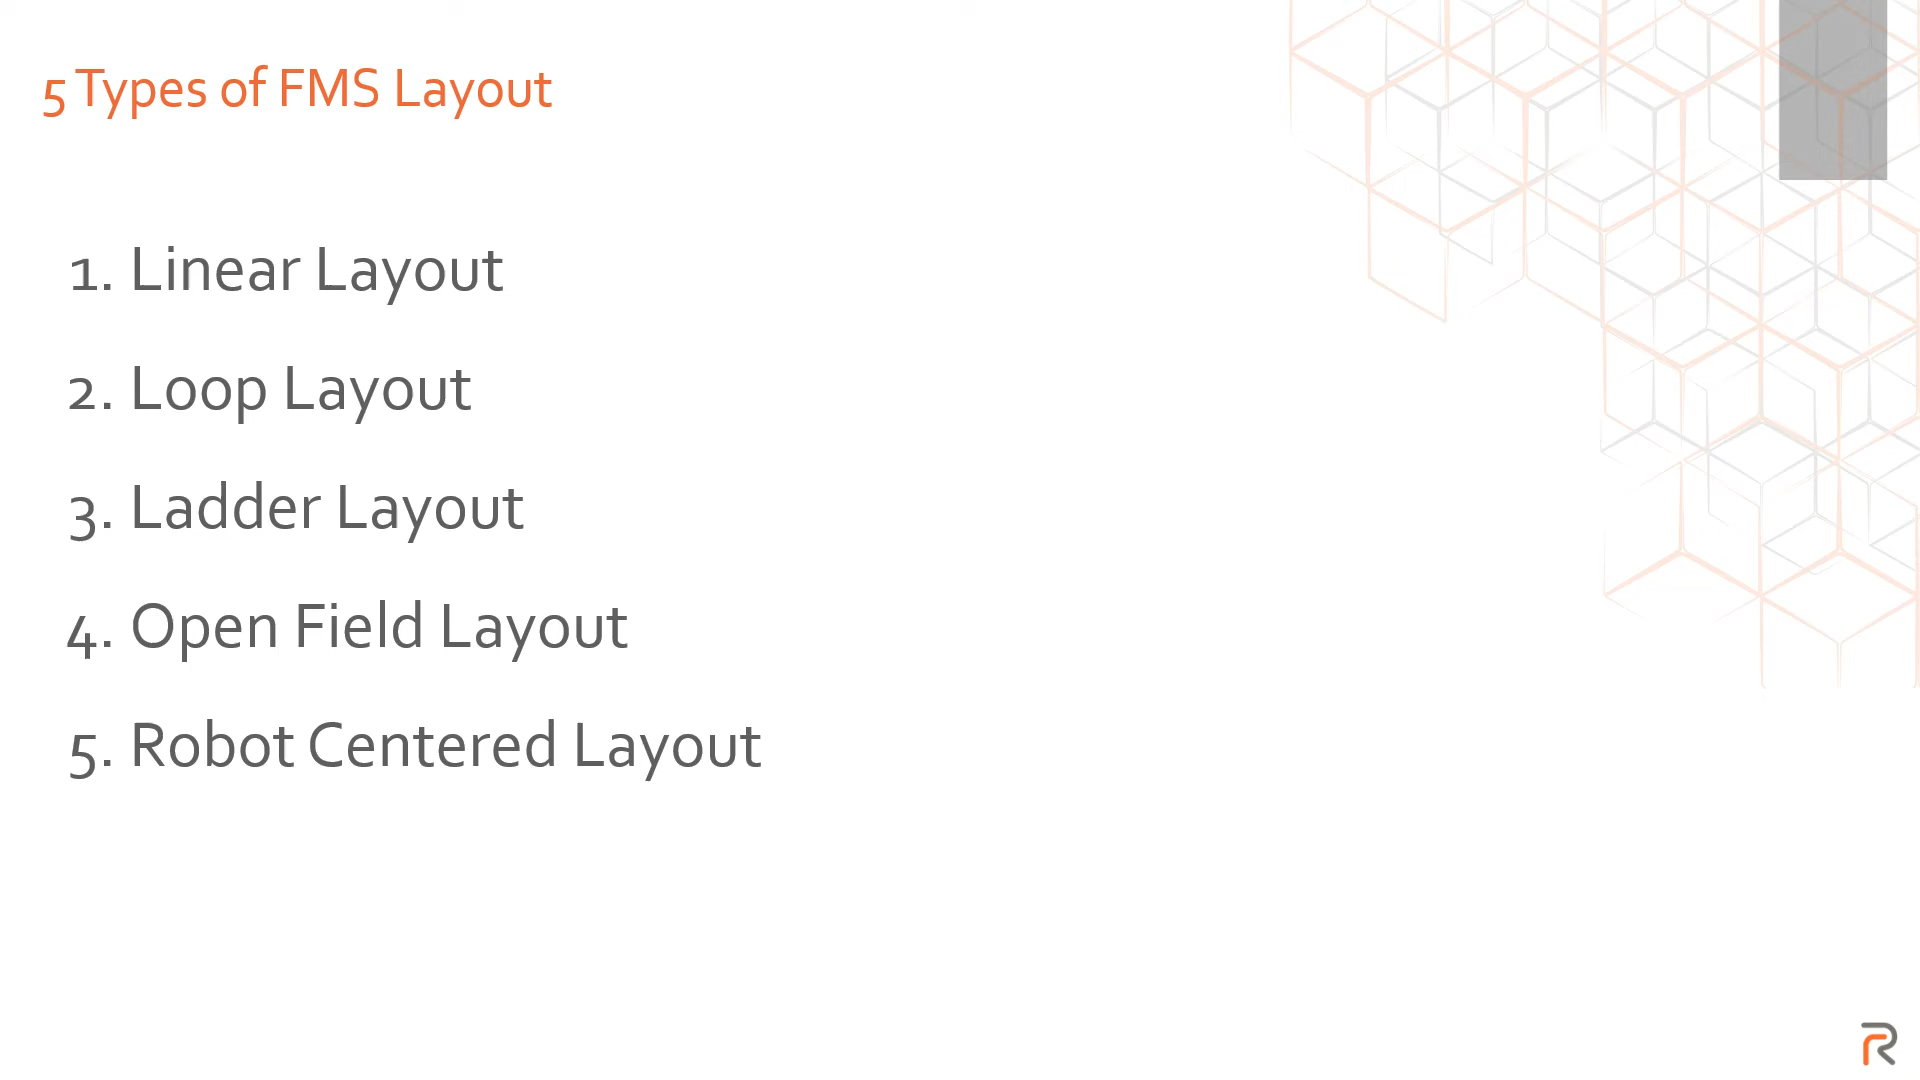 5 Types of FMS Layout
1. Linear Layout
2. Loop Layout
3. Ladder Layout
4. Open Field Layout
5. Robot Centered Layout